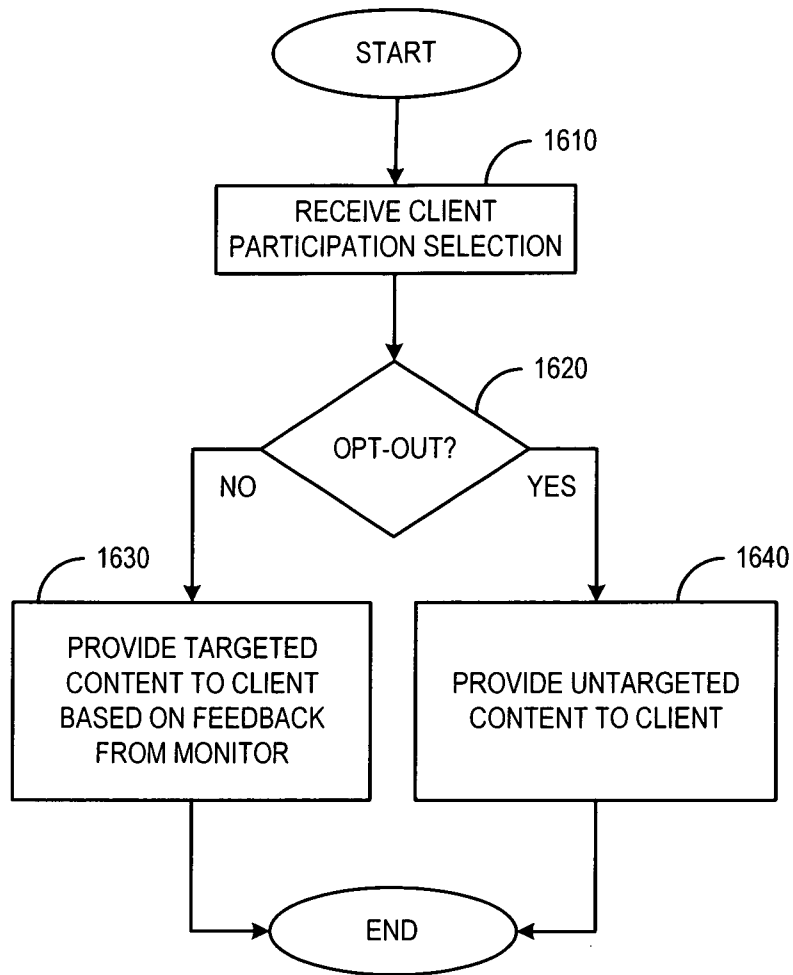 START
1610
RECEIVE CLIENT
PARTICIPATION SELECTION
1620
OPT-OUT?
NO
YES
1630
PROVIDE TARGETED
CONTENT TO CLIENT
BASED ON FEEDBACK
FROM MONITOR
1640
PROVIDE UNTARGETED
CONTENT TO CLIENT
END